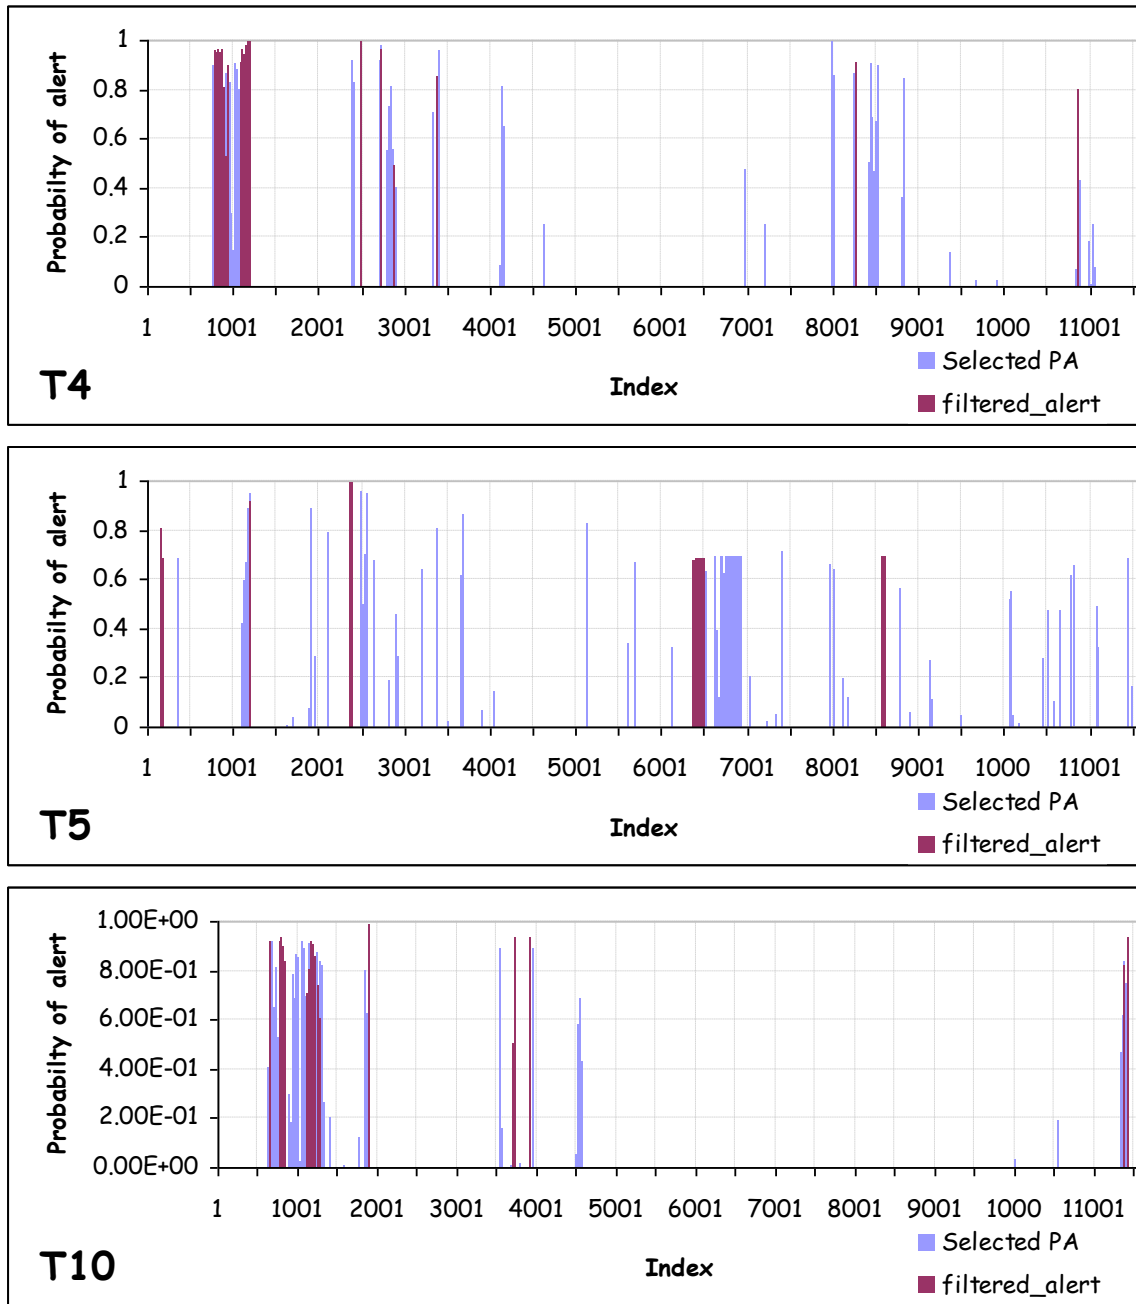 1
0.8
0.6
0.4
0.2
0
Probabilty of alert
1 1001 2001 3001 4001 5001 6001 7001 8001 9001 1000 11001
Selected PA
T4 Index
filtered_alert
1
0.8
0.6
0.4
0.2
0
Probabilty of alert
1 1001 2001 3001 4001 5001 6001 7001 8001 9001 1000 11001
Selected PA
T5 Index
filtered_alert
1.00E+00
8.00E-01
6.00E-01
4.00E-01
2.00E-01
0.00E+00
Probabilty of alert
1 1001 2001 3001 4001 5001 6001 7001 8001 9001 1000 11001
Selected PA
T10 Index
filtered_alert